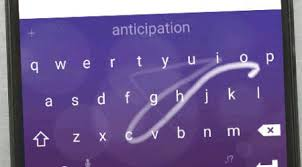 + anticipation
q w e r t y u i o p
a s d f g h j k l
z x c v b n m
,!?